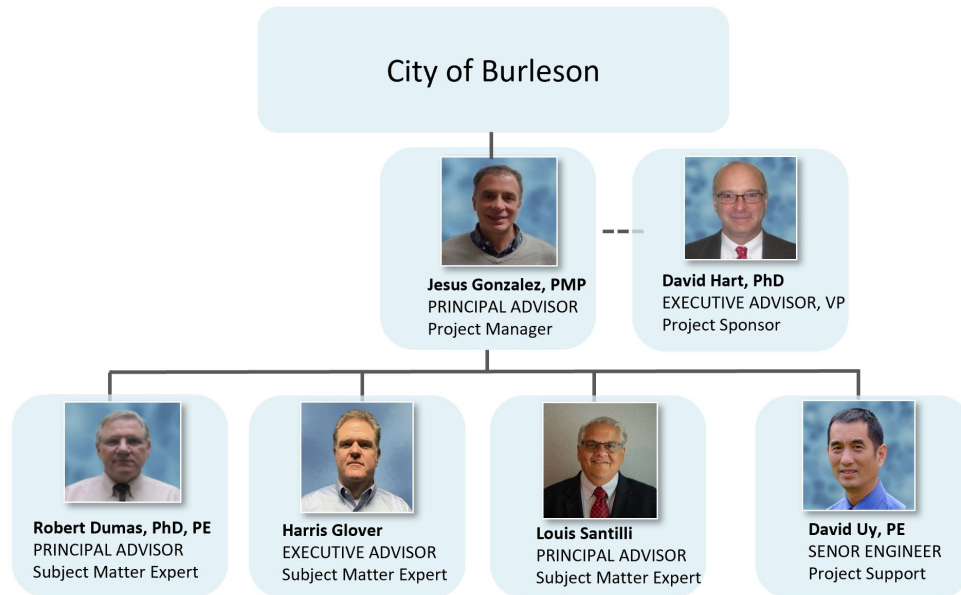 City of Burleson
Jesus Gonzalez, PMP
PRINCIPAL ADVISOR
Project Manager
David Hart, PhD
EXECUTIVE ADVISOR, VP
Project Sponsor
Robert Dumas, PhD, PE
PRINCIPAL ADVISOR
Subject Matter Expert
Harris Glover
EXECUTIVE ADVISOR
Subject Matter Expert
Louis Santilli
PRINCIPAL ADVISOR
Subject Matter Expert
David Uy, PE
SENOR ENGINEER
Project Support